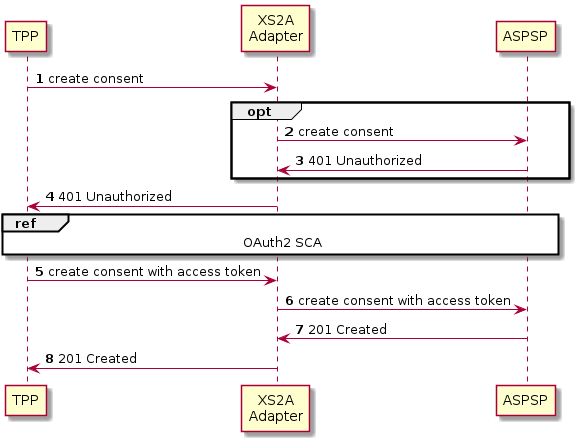 TPP
XS2A
Adapter
ASPSP
1 create consent
opt
2 create consent
3 401 Unauthorized
4 401 Unauthorized
ref
OAuth2 SCA
5 create consent with access token
6 create consent with access token
7 201 Created
8 201 Created
TPP
XS2A
Adapter
ASPSP